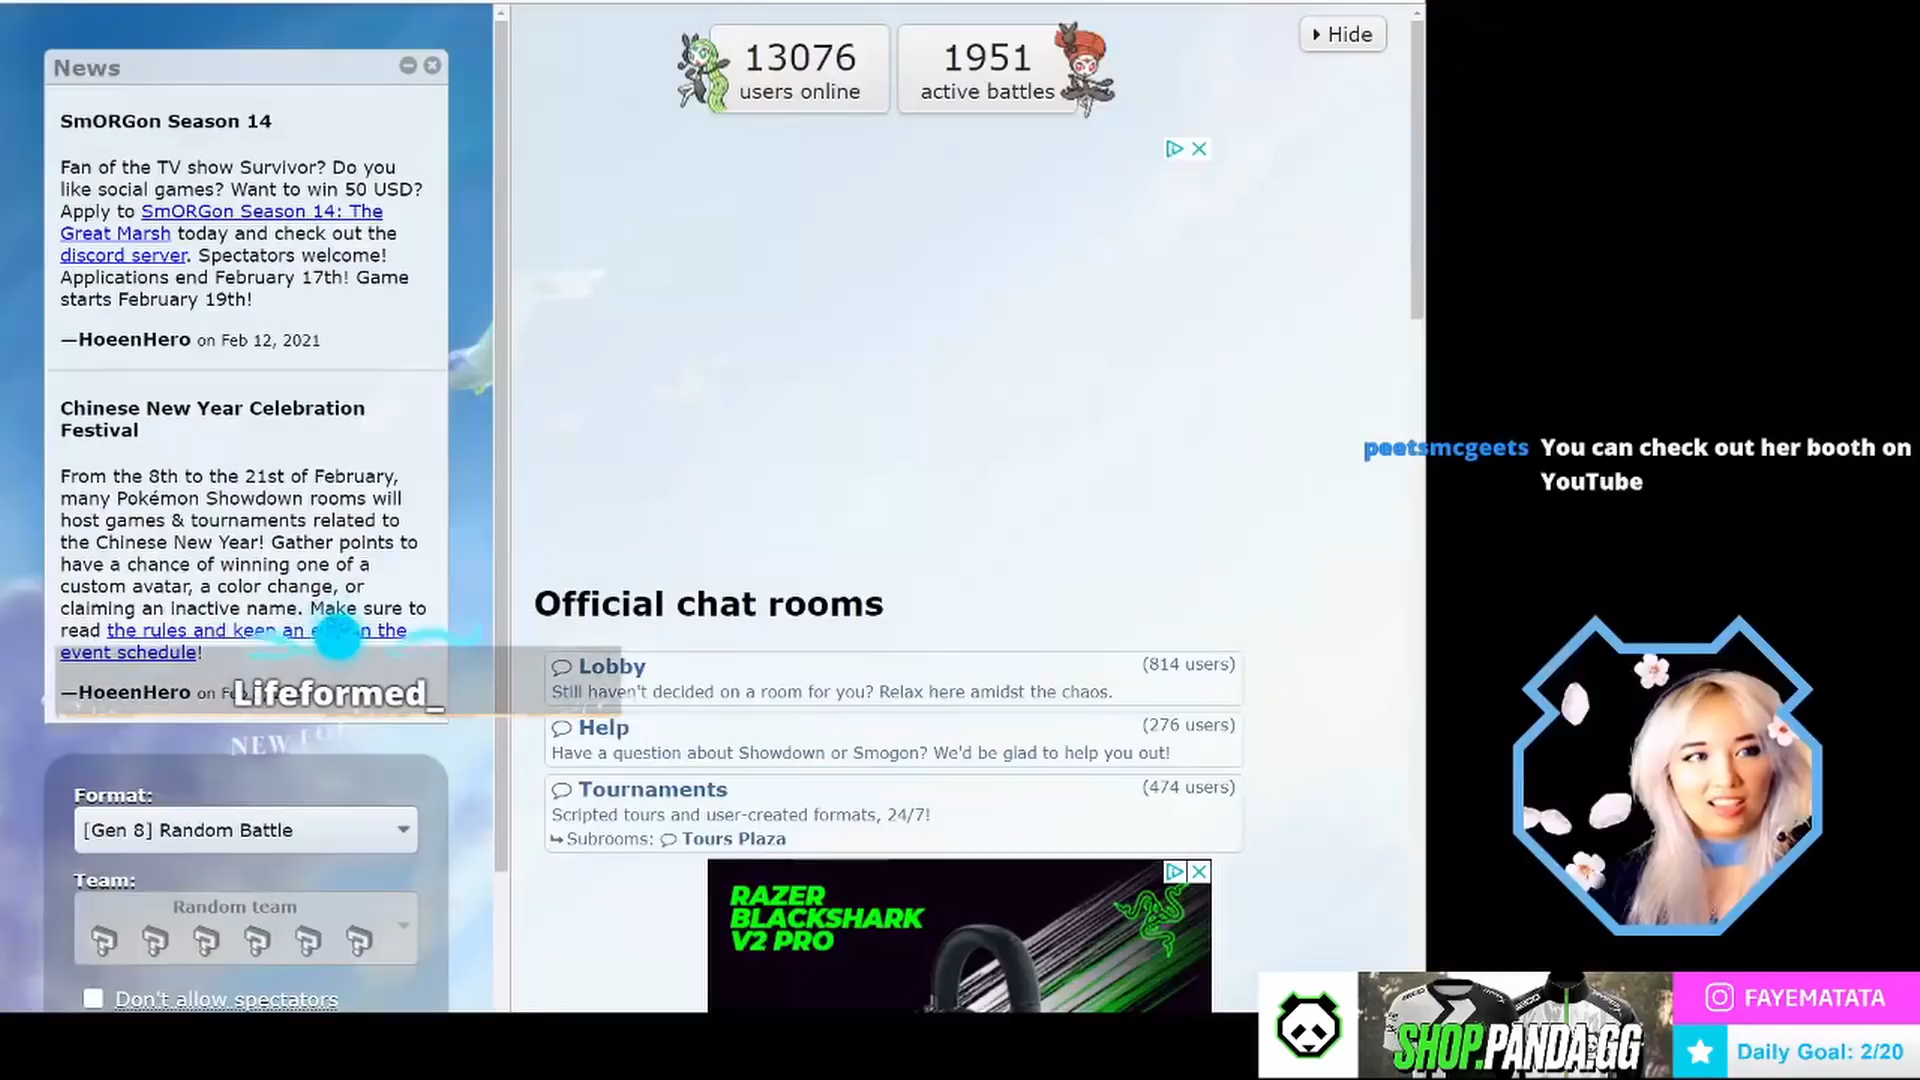 News
SmORGon Season 14
Fan of the TV show Survivor? Do you
like social games? Want to win 50 USD?
Apply to SmORGon Season 14: The
Great Marsh today and check out the
discord server. Spectators welcome!
Applications end February 17th! Game
starts February 19th!
—HoeenHero on Feb 12, 2021
Chinese New Year Celebration
Festival
From the 8th to the 21st of February,
many Pokémon Showdown rooms will
host games & tournaments related to
the Chinese New Year! Gather points to
have a chance of winning one of a
custom avatar, a color change, or
claiming an inactive name. Make sure to
read the rules and keep an the
event schedule!
—HoeenHero on
Lifeformed_
NEW
Format:
[Gen 8] Random Battle
Team:
Random team
Don't allow spectators
13076
users online
1951
active battles
Hide
Official chat rooms
Lobby (814 users)
Still haven't decided on a room for you? Relax here amidst the chaos.
Help (276 users)
Have a question about Showdown or Smogon? We'd be glad to help you out!
Tournaments (474 users)
Scripted tours and user-created formats, 24/7!
Subrooms: Tours Plaza
RAZER
BLACKSHARK
V2 PRO
peetsmcgeets You can check out her booth on
YouTube
SHOP.PANDA.GG
FAYEMATATA
Daily Goal: 2/20